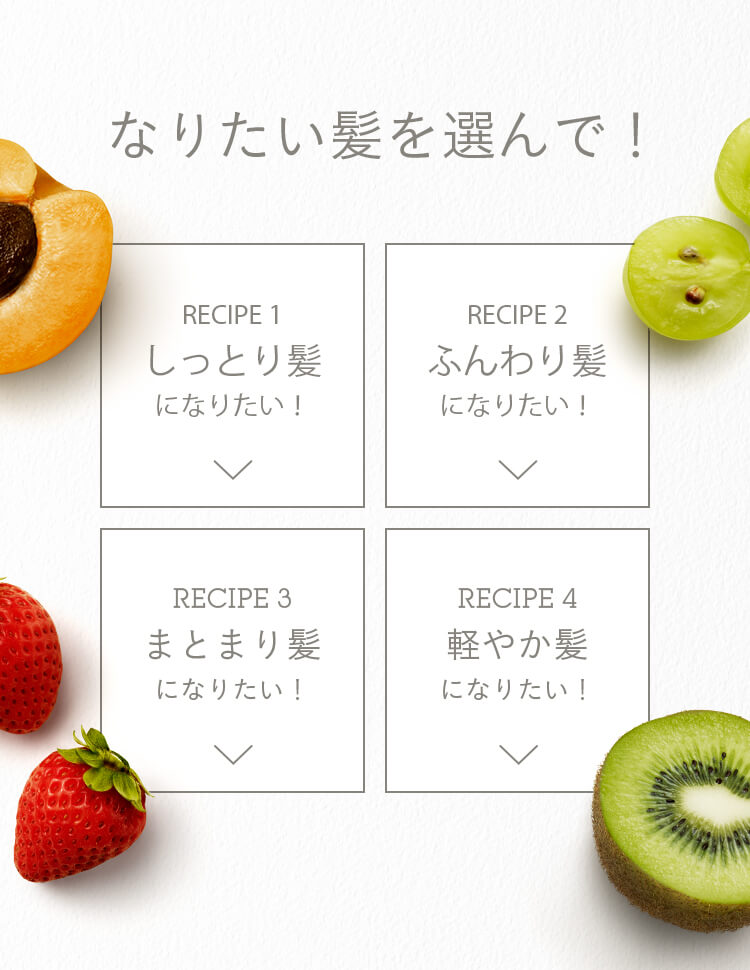 なりたい髪を選んで！
RECIPE 1
しっとり髪
になりたい！
RECIPE 2
ふんわり髪
になりたい！
RECIPE 3
まとまり髪
になりたい！
RECIPE 4
軽やか髪
になりたい！